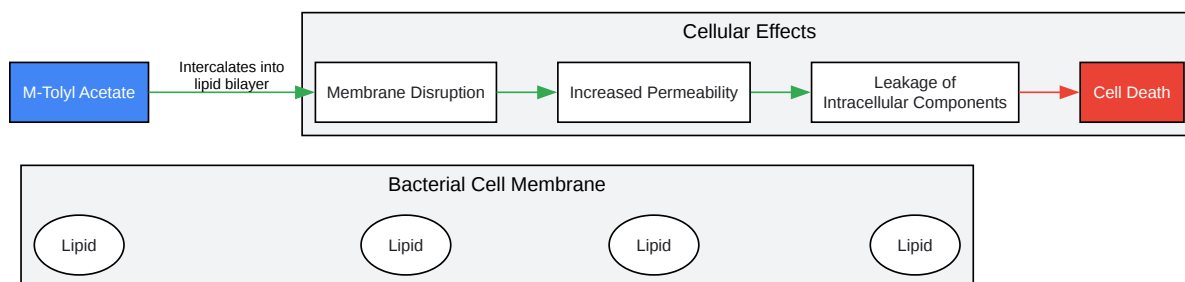 Cellular Effects
M-Tolyl Acetate
Intercalates into
lipid bilayer
Membrane Disruption
Increased Permeability
Leakage of
Intracellular Components
Cell Death
Bacterial Cell Membrane
Lipid
Lipid
Lipid
Lipid